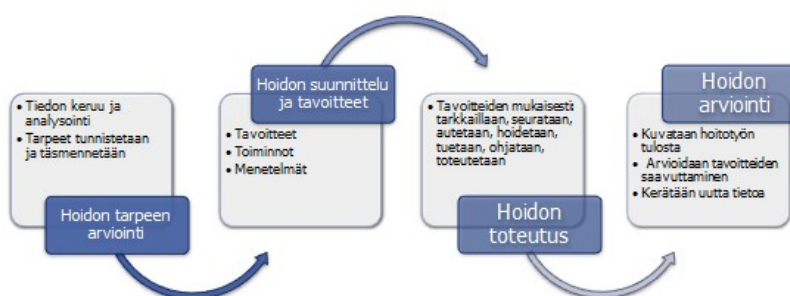 • Tiedon keruu ja
analysointi
• Tarpeet tunnistetaan
ja täsmennetään
Hoidon tarpeen
arviointi
Hoidon suunnittelu
ja tavoitteet
• Tavoitteet
• Toiminnot
• Menetelmät
• Tavoitteiden mukaisesti:
tarkkaillaan, seurataan,
autetaan, hoidetaan,
tuetaan, ohjataan,
toteutetaan
Hoidon
toteutus
Hoidon
arviointi
• Kuvataan hoitotyön
tulosta
• Arvioidaan tavoitteiden
saavuttaminen
• Kerätään uutta tietoa